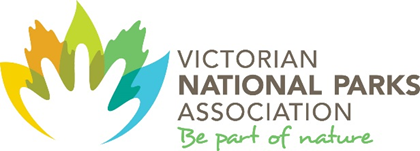 VICTORIAN
NATIONAL PARKS
ASSOCIATION
Be part of nature